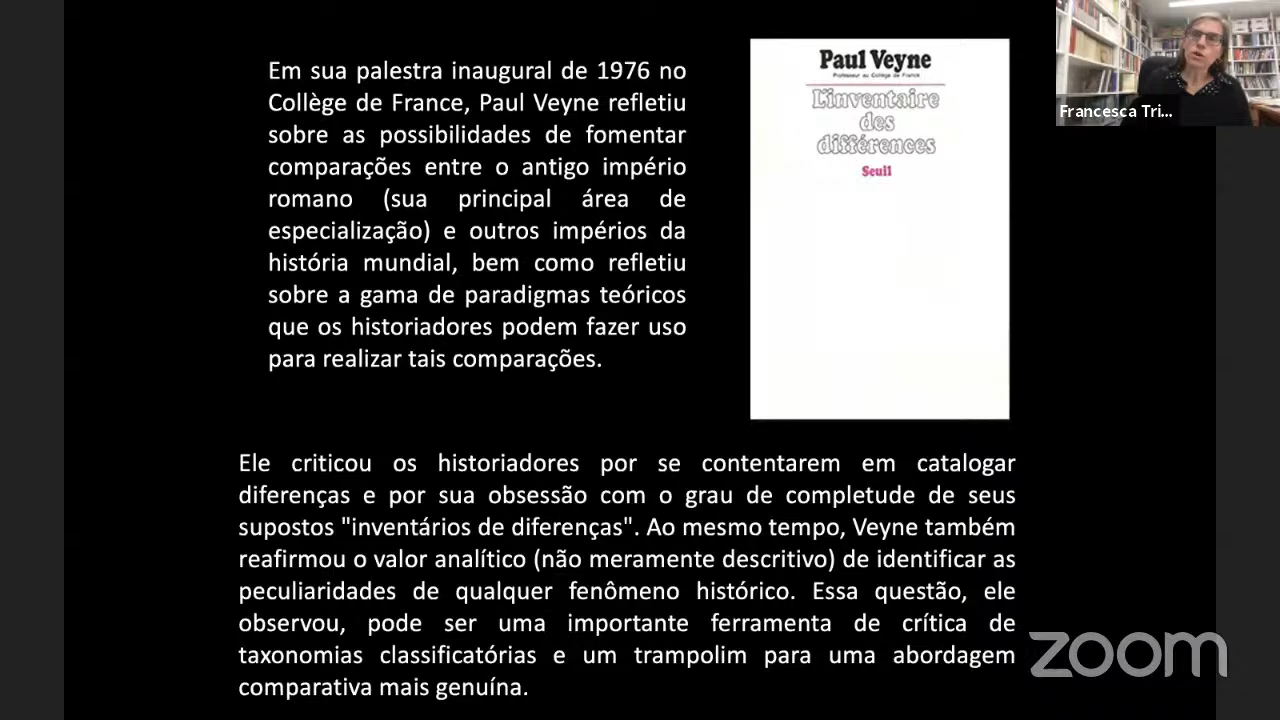 Em sua palestra inaugural de 1976 no
Collège de France, Paul Veyne refletiu
sobre as possibilidades de fomentar
comparações entre o antigo império
romano (sua principal área de
especialização) e outros impérios da
história mundial, bem como refletiu
sobre a gama de paradigmas teóricos
que os historiadores podem fazer uso
para realizar tais comparações.
Paul Veyne
Professeur au Collège de France
L'inventaire
des
différences
Seuil
Francesca Tri...
Ele criticou os historiadores por se contentarem em catalogar
diferenças e por sua obsessão com o grau de completude de seus
supostos "inventários de diferenças". Ao mesmo tempo, Veyne também
reafirmou o valor analítico (não meramente descritivo) de identificar as
peculiaridades de qualquer fenômeno histórico. Essa questão, ele
observou, pode ser uma importante ferramenta de crítica de
taxonomias classificatórias e um trampolim para uma abordagem
comparativa mais genuína.
zoom